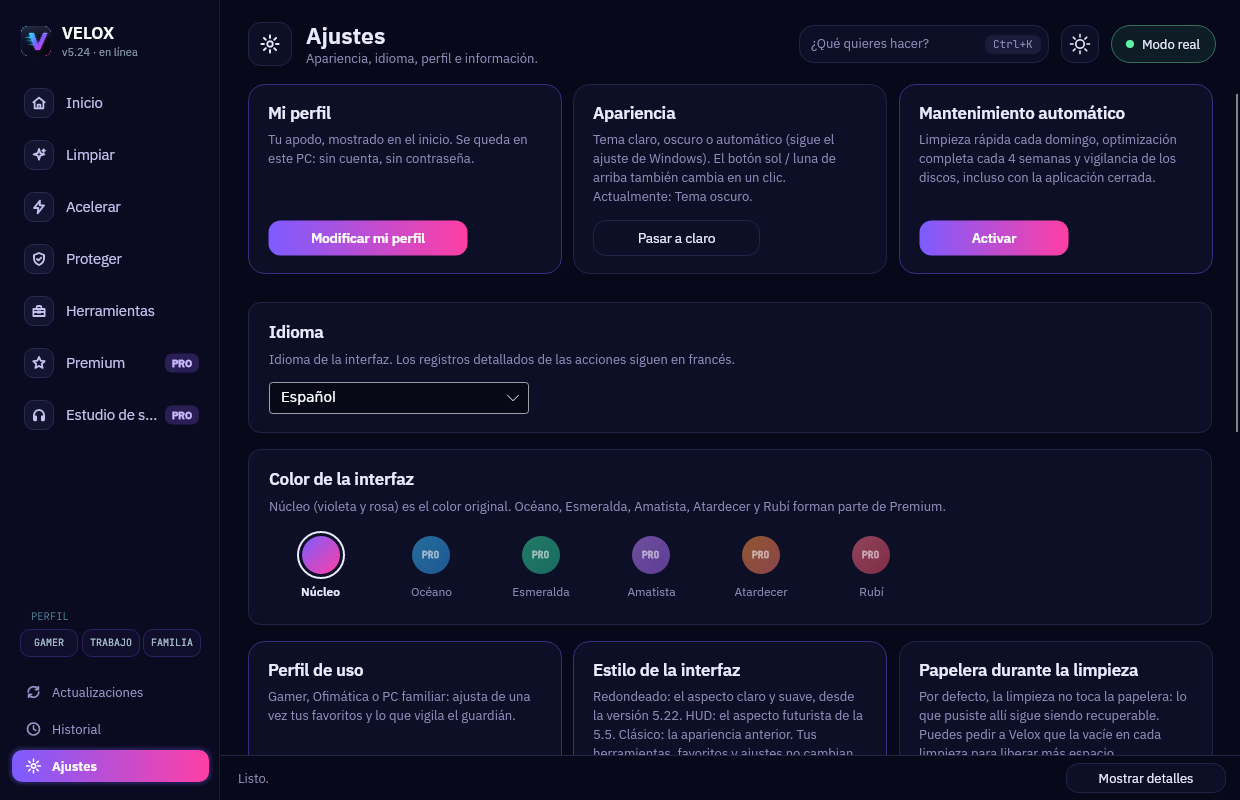 VELOX
v5.24 · en línea
Inicio
Limpiar
Acelerar
Proteger
Herramientas
Premium PRO
Estudio de s... PRO
PERFIL
GAMER TRABAJO FAMILIA
Actualizaciones
Historial
Ajustes
Ajustes
Apariencia, idioma, perfil e información.
¿Qué quieres hacer? Ctrl+K
Modo real
Mi perfil
Tu apodo, mostrado en el inicio. Se queda en
este PC: sin cuenta, sin contraseña.
Modificar mi perfil
Apariencia
Tema claro, oscuro o automático (sigue el
ajuste de Windows). El botón sol / luna de
arriba también cambia en un clic.
Actualmente: Tema oscuro.
Pasar a claro
Mantenimiento automático
Limpieza rápida cada domingo, optimización
completa cada 4 semanas y vigilancia de los
discos, incluso con la aplicación cerrada.
Activar
Idioma
Idioma de la interfaz. Los registros detallados de las acciones siguen en francés.
Español
Color de la interfaz
Núcleo (violeta y rosa) es el color original. Océano, Esmeralda, Amatista, Atardecer y Rubí forman parte de Premium.
PRO PRO PRO PRO PRO
Núcleo Océano Esmeralda Amatista Atardecer Rubí
Perfil de uso
Gamer, Ofimática o PC familiar: ajusta de una
vez tus favoritos y lo que vigila el guardián.
Estilo de la interfaz
Redondeado: el aspecto claro y suave, desde
la versión 5.22. HUD: el aspecto futurista de la
5.5. Clásico: la apariencia anterior. Tus
herramientas, favoritos y ajustes no cambian
Papelera durante la limpieza
Por defecto, la limpieza no toca la papelera: lo
que pusiste allí sigue siendo recuperable.
Puedes pedir a Velox que la vacíe en cada
limpieza para liberar más espacio.
Listo.
Mostrar detalles